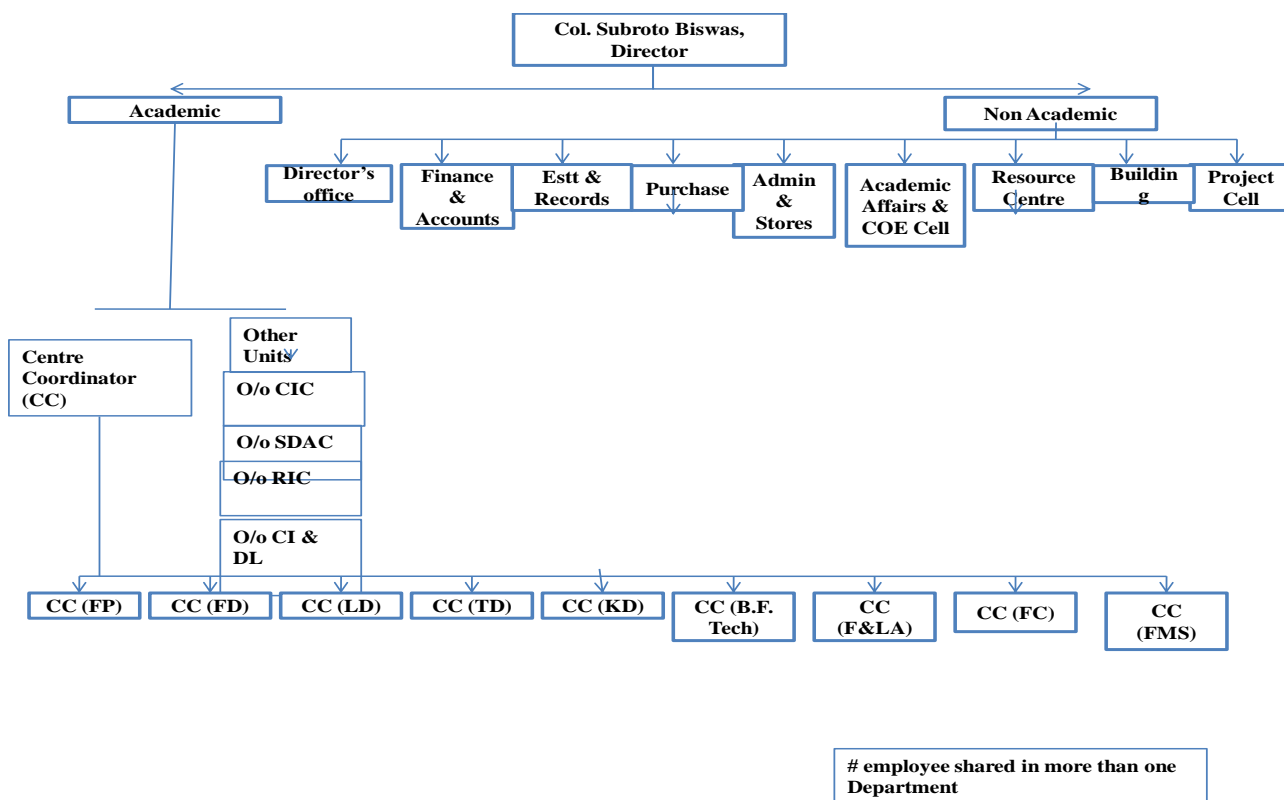 Col. Subroto Biswas,
Director
Academic
Non Academic
Director's
office
Finance
&
Accounts
Estt &
Records
Purchase
Admin
&
Stores
Academic
Affairs &
COE Cell
Resource
Centre
Buildin
g
Project
Cell
Other
Units
Centre
Coordinator
(CC)
O/o CIC
O/o SDAC
O/o RIC
O/o CI &
DL
CC (FP)
CC (FD)
CC (LD)
CC (TD)
CC (KD)
CC (B.F.
Tech)
CC
(F&LA)
CC (FC)
CC
(FMS)
# employee shared in more than one
Department